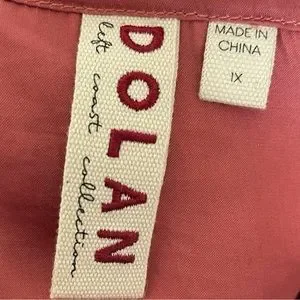 DOLAN
left coast collection
MADE IN
CHINA
1X